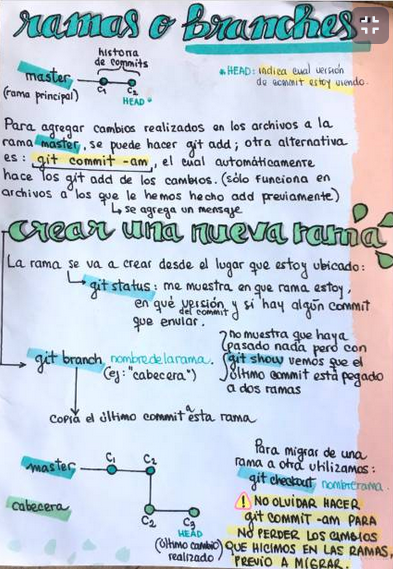 ramas o branches
historia
de commits
master
(rama principal)
C1 C2
HEAD
* HEAD: indica cual versión
de commit estoy viendo.
Para agregar cambios realizados en los archivos a la
rama master, se puede hacer git add; otra alternativa
es: git commit -am, el cual automáticamente
hace los git add de los cambios. (sólo funciona en
archivos a los que le hemos hecho add previamente)
↳ se agrega un mensaje
crear una nueva rama
La rama se va a crear desde el lugar que estoy ubicado:
git status: me muestra en que rama estoy,
en qué versión y si hay algún commit
del commit
que enviar.
git branch nombredelarama.
(ej: "cabecera")
no muestra que haya
pasado nada pero con
git show vemos que el
último commit está pegado
a dos ramas
copia el último commit a esta rama
master
C1 C2
cabecera
C2 C3
HEAD
(último cambio)
realizado
Para migrar de una
rama a otra utilizamos:
git checkout nombrerama.
! NO OLVIDAR HACER
git COMMIT -AM PARA
NO PERDER LOS CAMBIOS
QUE HICIMOS EN LAS RAMAS,
PREVIO A MIGRAR.